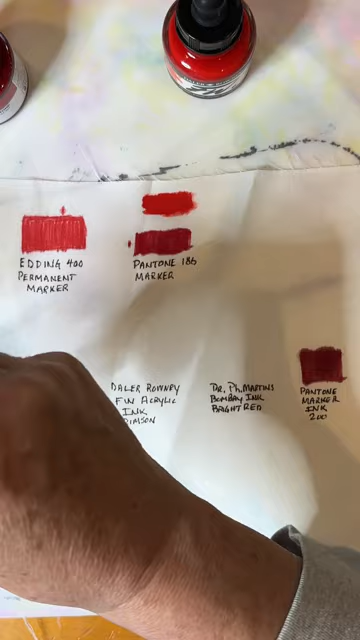 EDDING 400
PERMANENT
MARKER
PANTONE 186
MARKER
DALER ROWNEY
FW ACRYLIC
INK
DR. PH. MARTINS
BOMBAY INK
BRIGHT RED
PANTONE
MARKER
INK
200